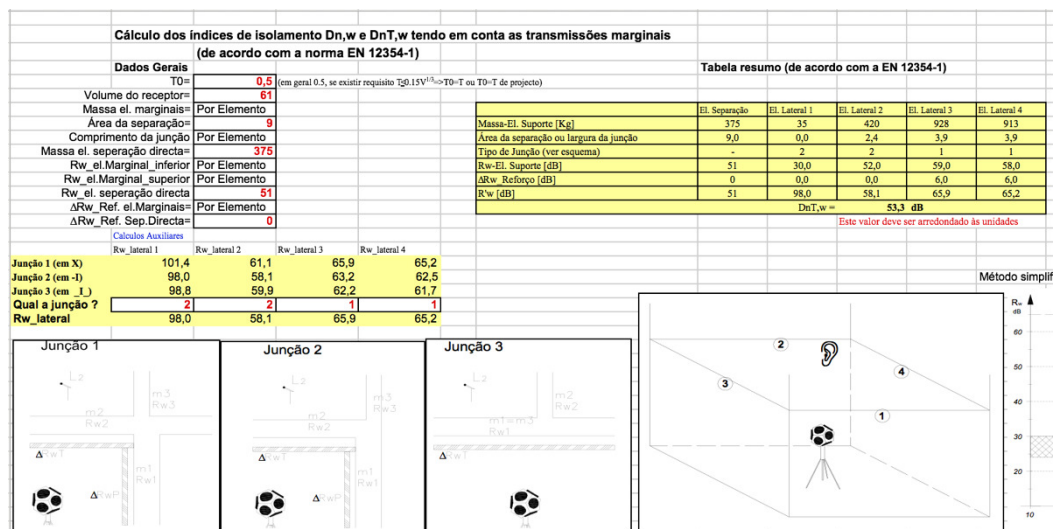 Cálculo dos índices de isolamento Dn,w e DnT,w tendo em conta as transmissões marginais
(de acordo com a norma EN 12354-1)
Dados Gerais
T0= 0,5 (em geral 0.5, se existir requisito T≤0.15V^1/3=>T0=T ou T0=T de projecto)
Volume do receptor= 61
Massa el. marginais= Por Elemento
Área da separação= 9
Comprimento da junção Por Elemento
Massa el. seperação directa= 375
Rw_el.Marginal_inferior Por Elemento
Rw_el.Marginal_superior Por Elemento
Rw_el. seperação directa 51
ΔRw_Ref. el.Marginais= Por Elemento
ΔRw_Ref. Sep.Directa= 0
Tabela resumo (de acordo com a EN 12354-1)
El. Separação El. Lateral 1 El. Lateral 2 El. Lateral 3 El. Lateral 4
Massa-El. Suporte [Kg] 375 35 420 928 913
Área da separação ou largura da junção 9,0 0,0 2,4 3,9 3,9
Tipo de Junção (ver esquema) - 2 2 1 1
Rw-El. Suporte [dB] 51 30,0 52,0 59,0 58,0
ΔRw_Reforço [dB] 0 0,0 0,0 6,0 6,0
R'w [dB] 51 98,0 58,1 65,9 65,2
DnT,w = 53,3 dB
Este valor deve ser arredondado às unidades
Calculos Auxiliares
Rw_lateral 1 Rw_lateral 2 Rw_lateral 3 Rw_lateral 4
Junção 1 (em X) 101,4 61,1 65,9 65,2
Junção 2 (em -I) 98,0 58,1 63,2 62,5
Junção 3 (em _I_) 98,8 59,9 62,2 61,7
Qual a junção ? 2 2 1 1
Rw_lateral 98,0 58,1 65,9 65,2
Junção 1
L2
m3
Rw3
m2
Rw2
ΔRwT
m1
Rw1
ΔRwP
Junção 2
L2
m3
Rw3
m2
Rw2
ΔRwT
m1
Rw1
ΔRwP
Junção 3
L2
m2
Rw2
m1=m3
Rw1
ΔRwT
2
3
4
1
Método simplif
Rw
dB
60
50
40
30
20
10